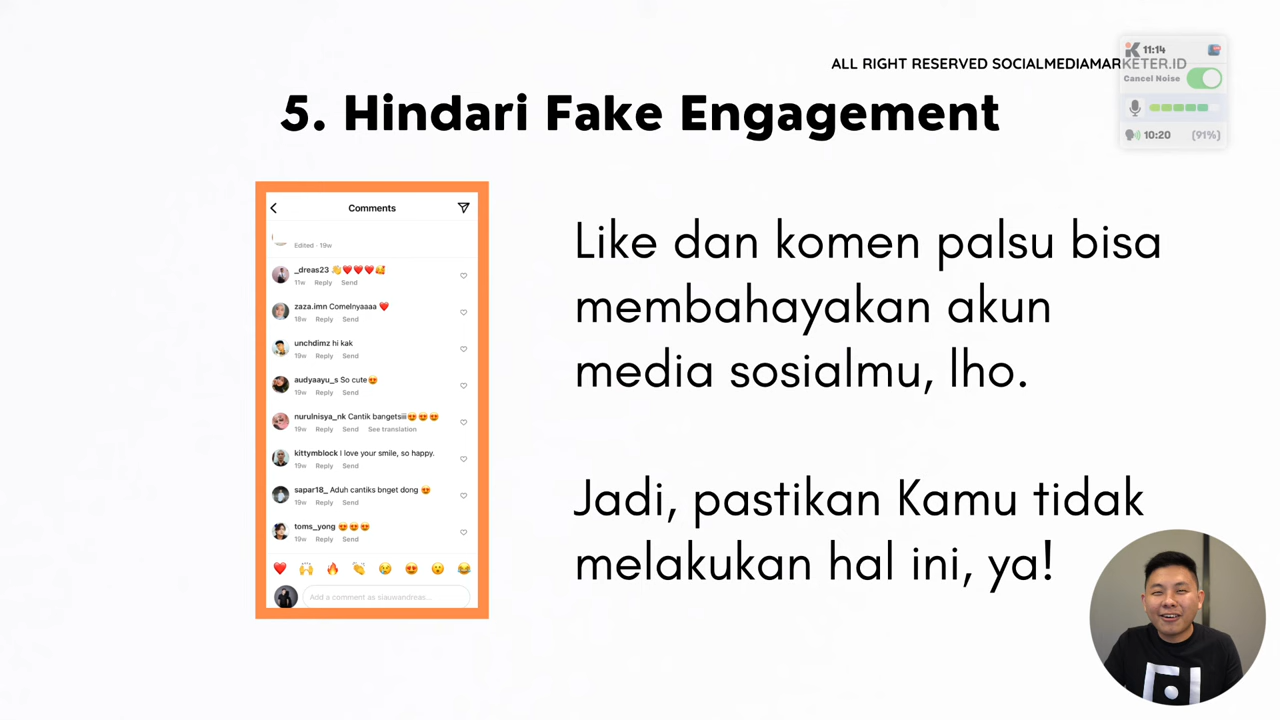 ALL RIGHT RESERVED SOCIALMEDIAMARKETER.ID
11:14
Cancel Noise
10:20 (91%)
5. Hindari Fake Engagement
Comments
Edited · 19w
_dreas23 👋❤️❤️❤️🥰
11w Reply Send
zaza.imn Comelnyaaaa ❤️
18w Reply Send
unchdimz hi kak
19w Reply Send
audyaayu_s So cute😍
19w Reply Send
nurulnisya_nk Cantik bangetsiii😍😍😍
19w Reply Send See translation
kittymblock I love your smile, so happy.
19w Reply Send
sapar18_ Aduh cantiks bnget dong 😍
19w Reply Send
toms_yong 😍😍😍
19w Reply Send
❤️ 🙌 🔥 👏 😢 😍 😮 😂
Add a comment as siauwandreas...
Like dan komen palsu bisa
membahayakan akun
media sosialmu, lho.
Jadi, pastikan Kamu tidak
melakukan hal ini, ya!